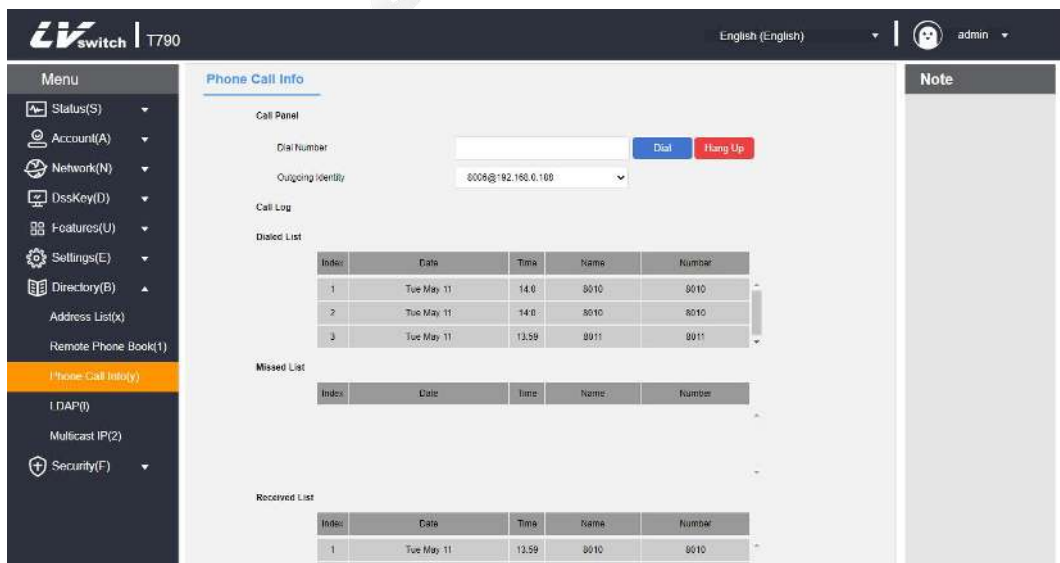 LV switch T790
English (English)
admin
Menu
Status(S)
Account(A)
Network(N)
DssKey(D)
Features(U)
Settings(E)
Directory(B)
Address List(x)
Remote Phone Book(1)
Phone Call Info(y)
LDAP(l)
Multicast IP(2)
Security(F)
Phone Call Info
Call Panel
Dial Number Dial Hang Up
Outgoing Identity 8006@192.168.0.188
Call Log
Dialed List
Index Date Time Name Number
1 Tue May 11 14:0 8010 8010
2 Tue May 11 14:0 8010 8010
3 Tue May 11 13:59 8011 8011
Missed List
Index Date Time Name Number
Received List
Index Date Time Name Number
1 Tue May 11 13:59 8010 8010
Note